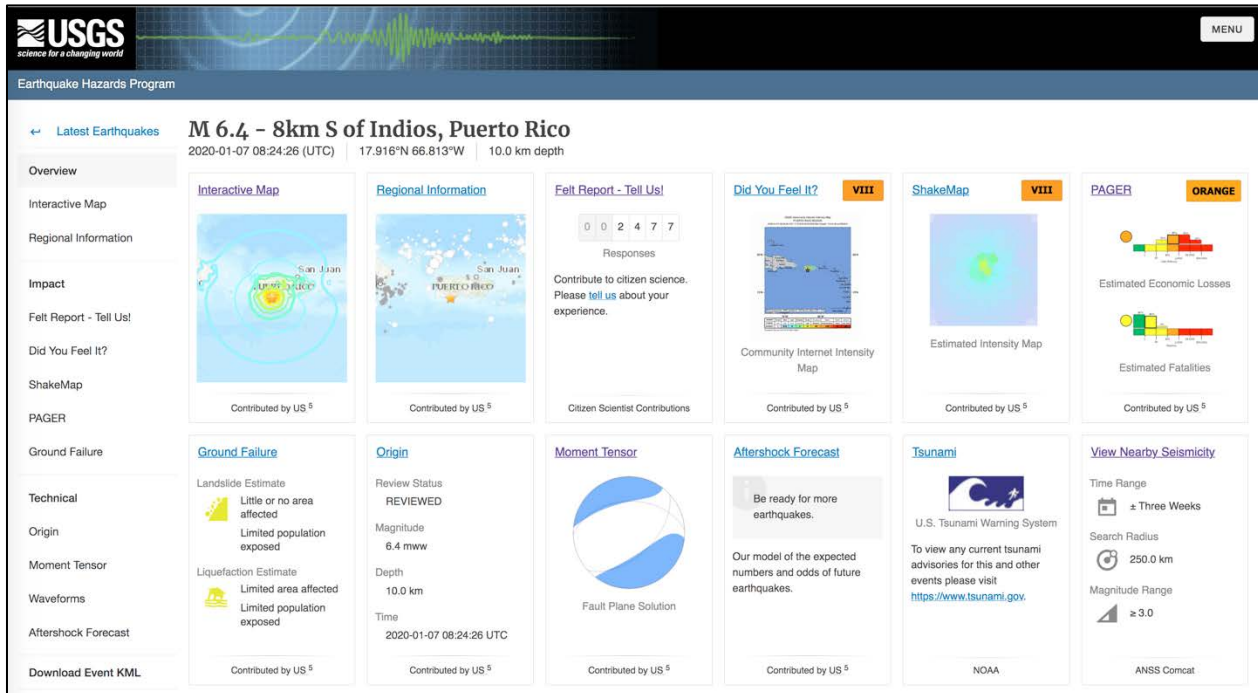 USGS
science for a changing world
MENU
Earthquake Hazards Program
Latest Earthquakes
Overview
Interactive Map
Regional Information
Impact
Felt Report - Tell Us!
Did You Feel It?
ShakeMap
PAGER
Ground Failure
Technical
Origin
Moment Tensor
Waveforms
Aftershock Forecast
Download Event KML
M 6.4 - 8km S of Indios, Puerto Rico
2020-01-07 08:24:26 (UTC) 17.916°N 66.813°W 10.0 km depth
Interactive Map
San Juan
PUERTO RICO
Contributed by US 5
Regional Information
San Juan
PUERTO RICO
Contributed by US 5
Felt Report - Tell Us!
0 0 2 4 7 7
Responses
Contribute to citizen science.
Please tell us about your
experience.
Citizen Scientist Contributions
Did You Feel It? VIII
Community Internet Intensity
Map
Contributed by US 5
ShakeMap VIII
Estimated Intensity Map
Contributed by US 5
PAGER ORANGE
Estimated Economic Losses
Estimated Fatalities
Contributed by US 5
Ground Failure
Landslide Estimate
Little or no area
affected
Limited population
exposed
Liquefaction Estimate
Limited area affected
Limited population
exposed
Contributed by US 5
Origin
Review Status
REVIEWED
Magnitude
6.4 mww
Depth
10.0 km
Time
2020-01-07 08:24:26 UTC
Contributed by US 5
Moment Tensor
Fault Plane Solution
Contributed by US 5
Aftershock Forecast
Be ready for more
earthquakes.
Our model of the expected
numbers and odds of future
earthquakes.
Contributed by US 5
Tsunami
U.S. Tsunami Warning System
To view any current tsunami
advisories for this and other
events please visit
https://www.tsunami.gov.
NOAA
View Nearby Seismicity
Time Range
± Three Weeks
Search Radius
250.0 km
Magnitude Range
≥ 3.0
ANSS Comcat